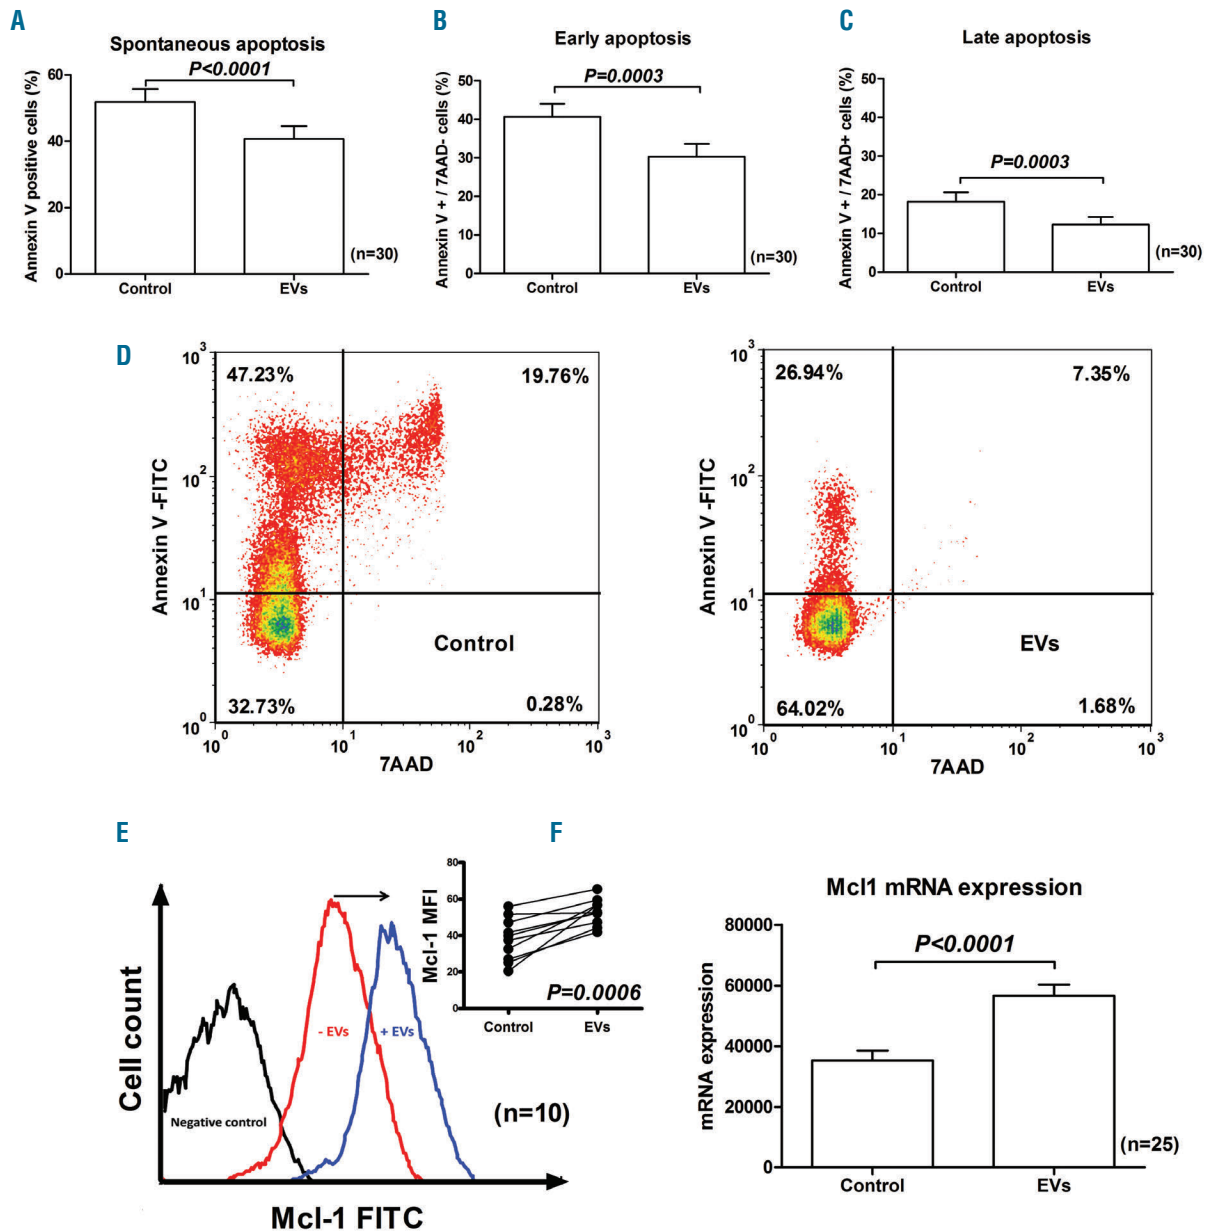 A
Spontaneous apoptosis
P<0.0001
Annexin V positive cells (%)
60
40
20
0
(n=30)
Control
EVs
B
Early apoptosis
P=0.0003
Annexin V + / 7AAD- cells (%)
50
40
30
20
10
0
(n=30)
Control
EVs
C
Late apoptosis
P=0.0003
Annexin V + / 7AAD+ cells (%)
50
40
30
20
10
0
(n=30)
Control
EVs
D
47.23%
19.76%
Control
32.73%
0.28%
Annexin V -FITC
10³
10²
10¹
10⁰
10⁰
10¹
10²
10³
7AAD
26.94%
7.35%
EVs
64.02%
1.68%
Annexin V -FITC
10³
10²
10¹
10⁰
10⁰
10¹
10²
10³
7AAD
E
Cell count
Negative control
- EVs
+ EVs
(n=10)
Mcl-1 FITC
Mcl-1 MFI
80
60
40
20
0
P=0.0006
Control
EVs
F
Mcl1 mRNA expression
P<0.0001
mRNA expression
80000
60000
40000
20000
0
(n=25)
Control
EVs